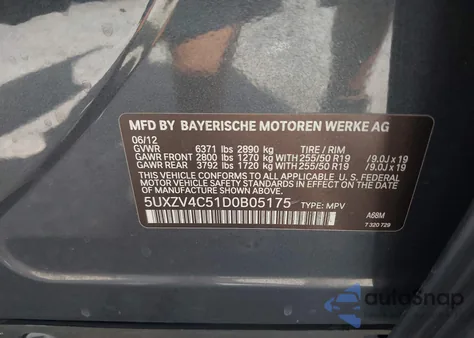 MFD BY BAYERISCHE MOTOREN WERKE AG
06/12
GVWR 6371 lbs 2890 kg TIRE / RIM
GAWR FRONT 2800 lbs 1270 kg WITH 255/50 R19 /9.0J x 19
GAWR REAR 3792 lbs 1720 kg WITH 255/50 R19 /9.0J x 19
THIS VEHICLE CONFORMS TO ALL APPLICABLE U.S. FEDERAL
MOTOR VEHICLE SAFETY STANDARDS IN EFFECT ON THE
DATE OF MANUFACTURE SHOWN ABOVE.
5UXZV4C51D0B05175 TYPE: MPV
A68M
7 320 729
autoSnap